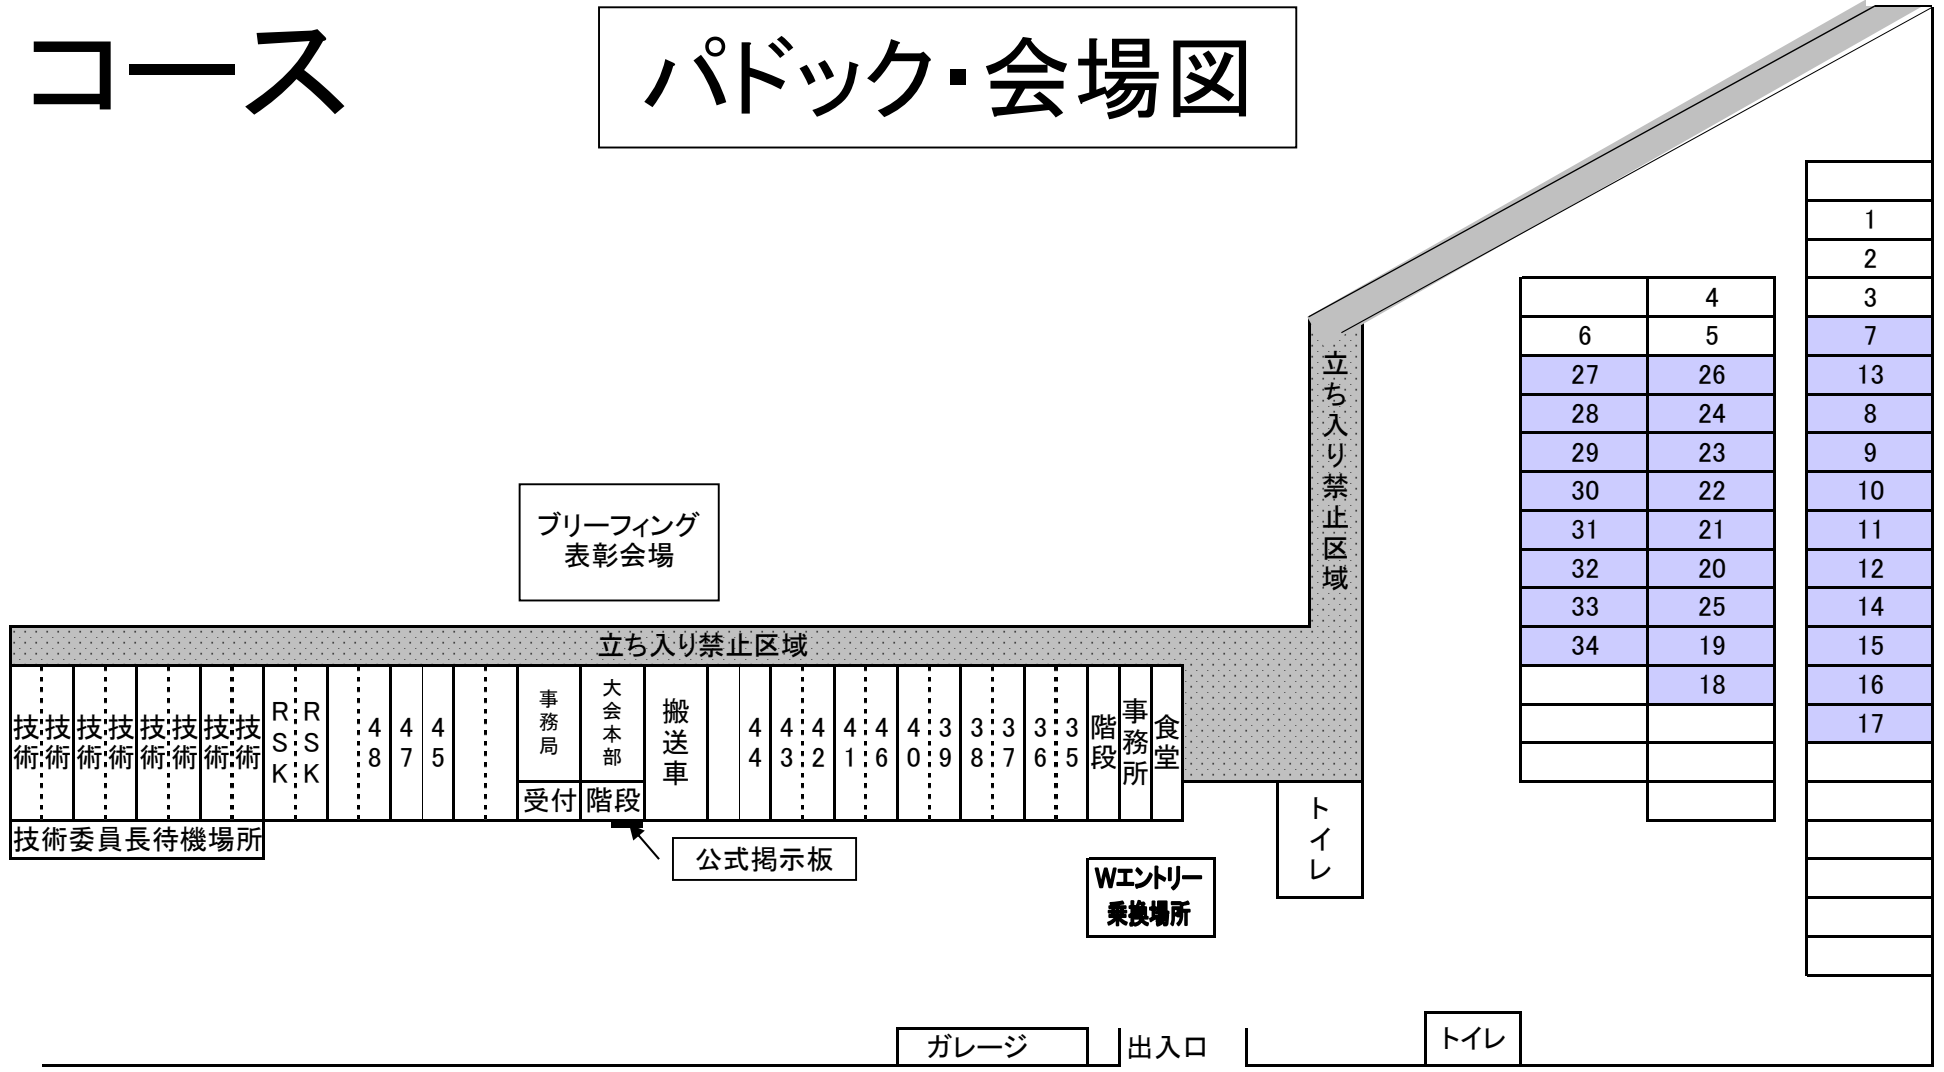 コース
パドック・会場図
1
2
4 3
6 5 7
27 26 13
28 24 8
29 23 9
30 22 10
31 21 11
32 20 12
33 25 14
34 19 15
18 16
17
立ち入り禁止区域
ブリーフィング
表彰会場
立ち入り禁止区域
技術 技術 技術 技術 技術 技術 技術 技術 RSK RSK 48 47 45 事務局 大会本部 搬送車 44 43 42 41 46 40 39 38 37 36 35 階段 事務所 食堂
受付 階段
技術委員長待機場所
公式掲示板
トイレ
Wエントリー
乗換場所
ガレージ 出入口 トイレ